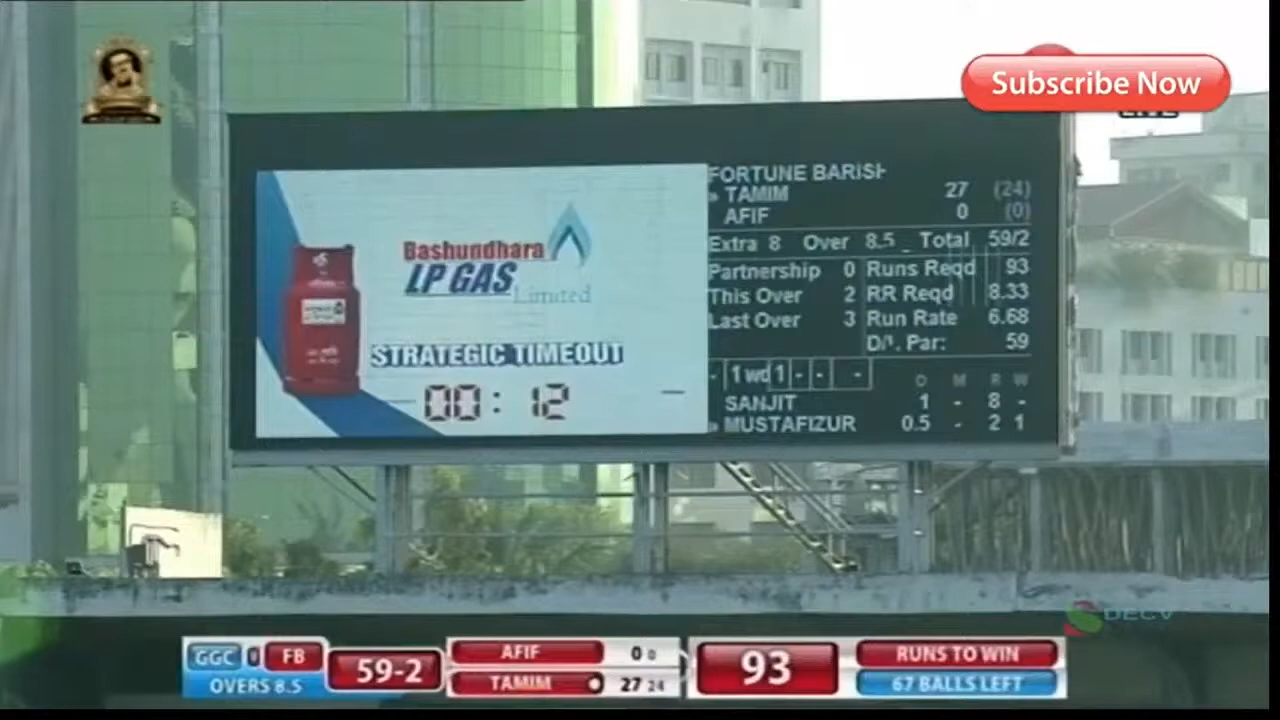 Subscribe Now
LIVE
FORTUNE BARISH
» TAMIM 27 (24)
AFIF 0 (0)
Extra 8 Over 8.5 Total 59/2
Partnership 0 Runs Reqd 93
This Over 2 RR Reqd 8.33
Last Over 3 Run Rate 6.68
D/L Par: 59
- 1 wd 1 - - -
O M R W
SANJIT 1 - 8 -
» MUSTAFIZUR 0.5 - 2 1
Bashundhara
LP GAS
Limited
STRATEGIC TIMEOUT
00 : 12
DECV
GGC 0 FB 59-2 AFIF 0 0 93 RUNS TO WIN
OVERS 8.5 TAMIM 27 24 67 BALLS LEFT